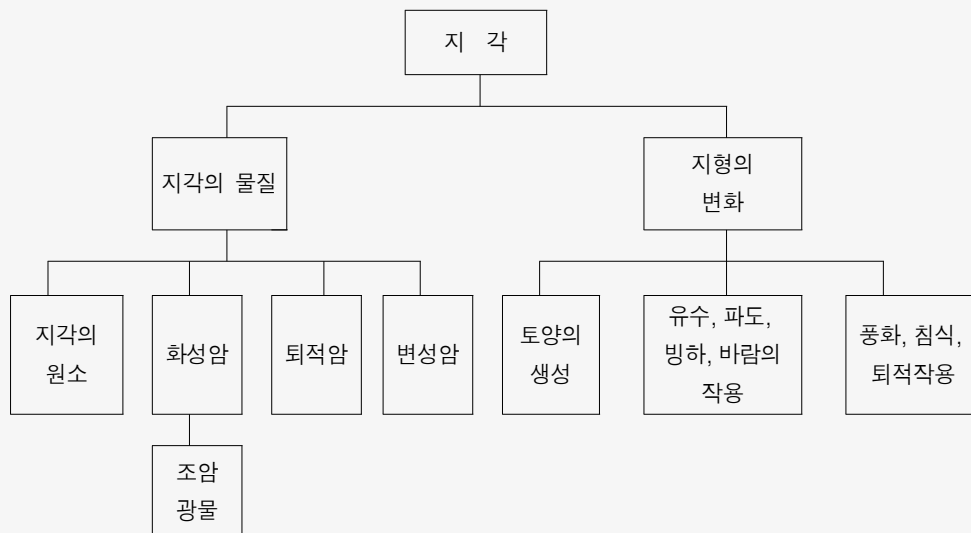 지 각
지각의 물질
지형의
변화
지각의
원소
화성암
퇴적암
변성암
토양의
생성
유수, 파도,
빙하, 바람의
작용
풍화, 침식,
퇴적작용
조암
광물